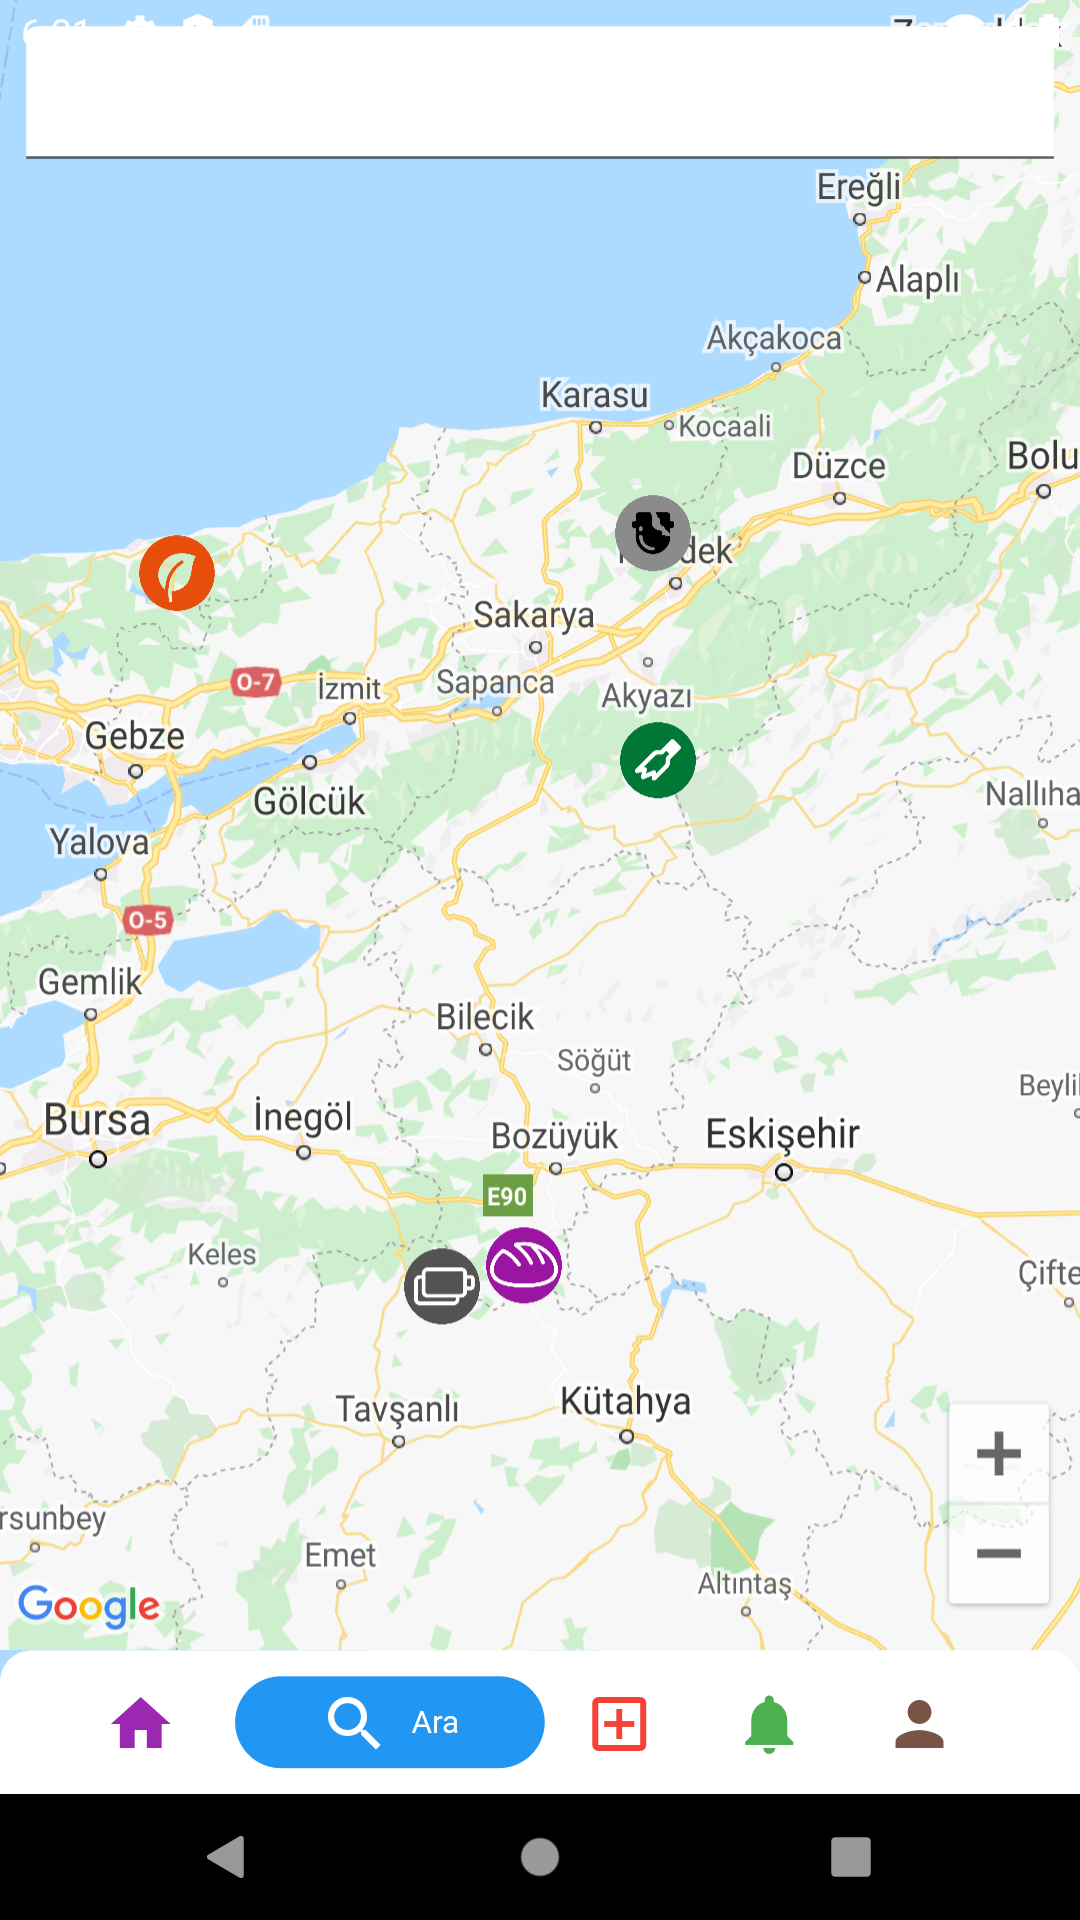 Ereğli
Alaplı
Akçakoca
Karasu
Kocaali
Düzce
Bolu
Sakarya
O-7
İzmit
Sapanca
Akyazı
Gebze
Gölcük
Nallıha
Yalova
O-5
Gemlik
Bilecik
Söğüt
Beyli
Bursa
İnegöl
Bozüyük
Eskişehir
E90
Keles
Çifte
Tavşanlı
Kütahya
rsunbey
Emet
Altıntaş
Google
Ara